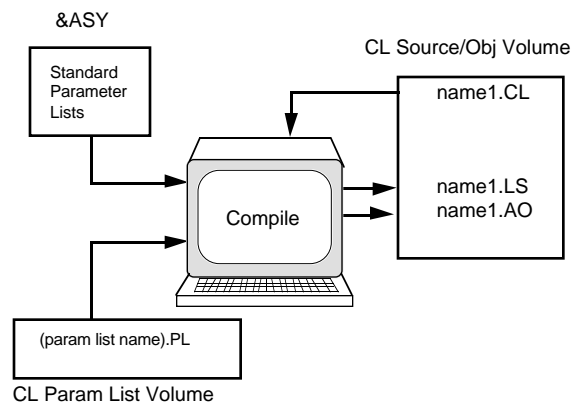 &ASY
Standard
Parameter
Lists
CL Source/Obj Volume
name1.CL
name1.LS
name1.AO
Compile
(param list name).PL
CL Param List Volume